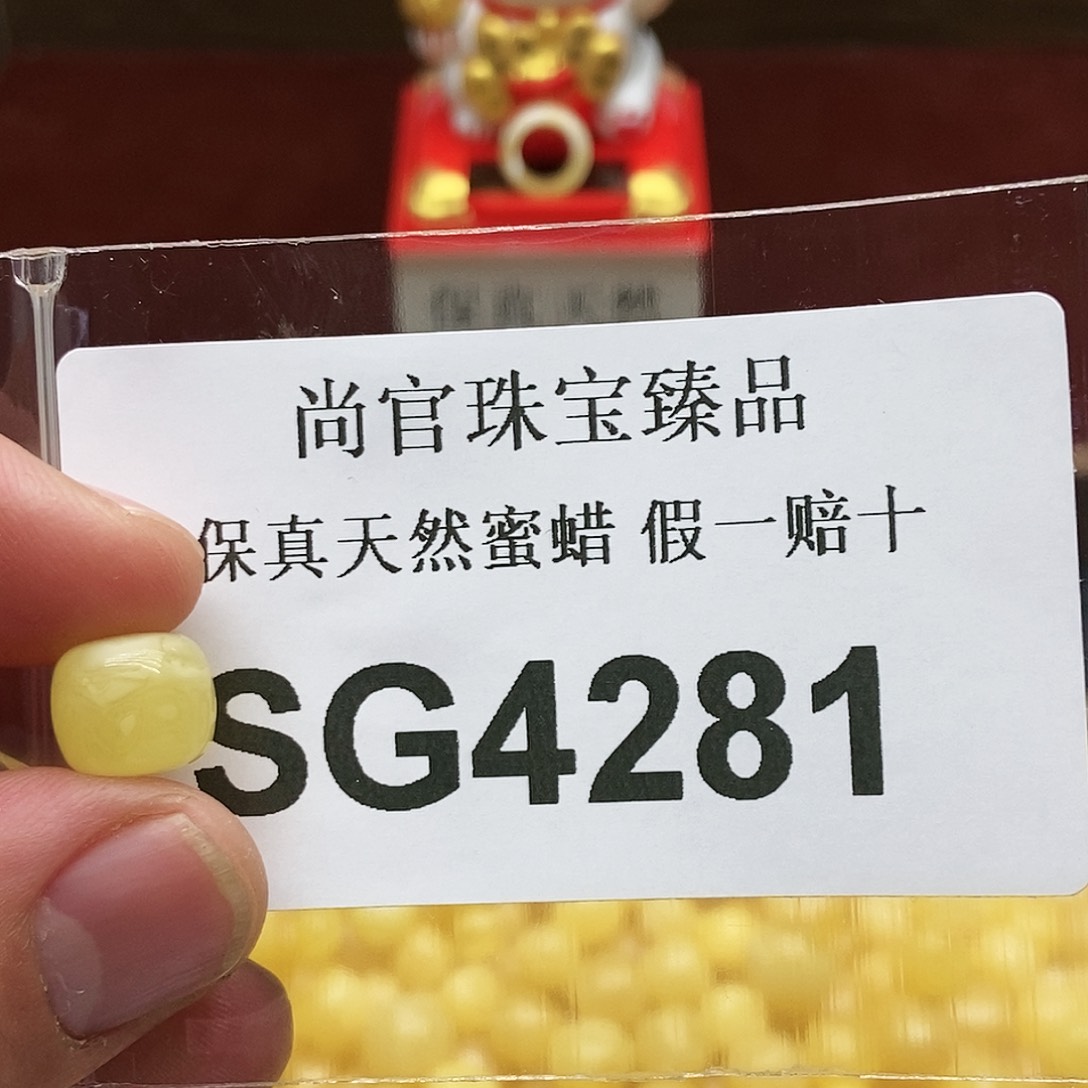 尚官珠宝臻品
保真天然蜜蜡 假一赔十
SG4281